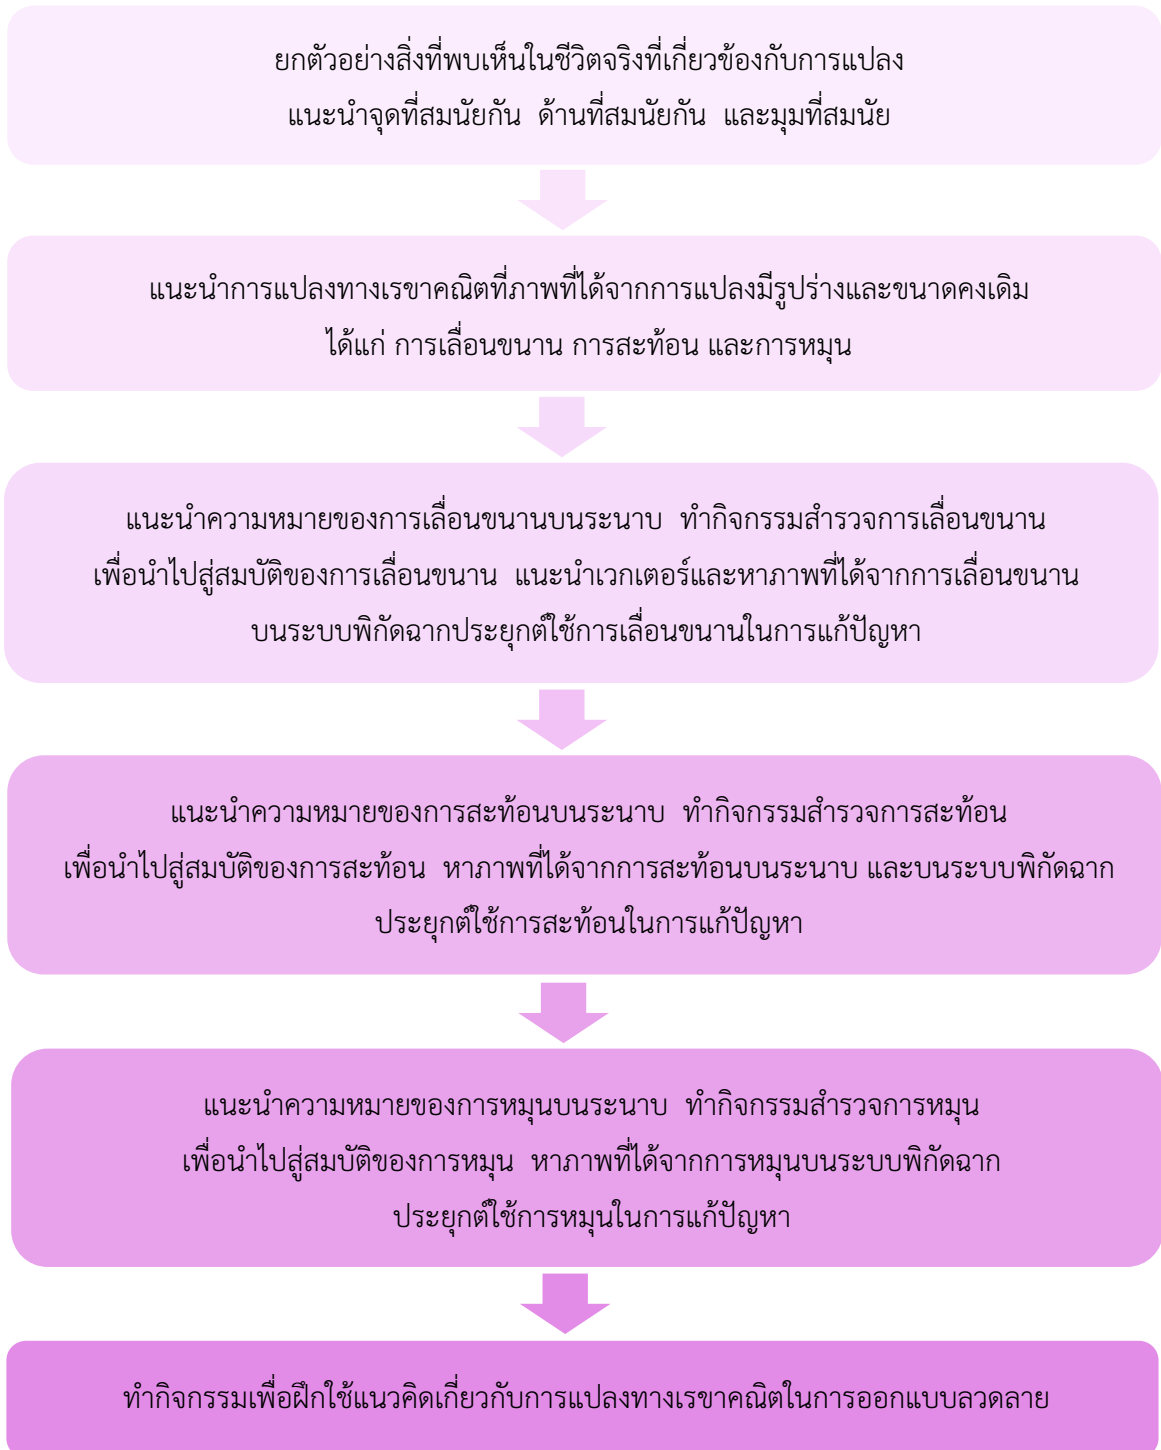 ยกตัวอย่างสิ่งที่พบเห็นในชีวิตจริงที่เกี่ยวข้องกับการแปลง
แนะนำจุดที่สมนัยกัน ด้านที่สมนัยกัน และมุมที่สมนัย
แนะนำการแปลงทางเรขาคณิตที่ภาพที่ได้จากการแปลงมีรูปร่างและขนาดคงเดิม
ได้แก่ การเลื่อนขนาน การสะท้อน และการหมุน
แนะนำความหมายของการเลื่อนขนานบนระนาบ ทำกิจกรรมสำรวจการเลื่อนขนาน
เพื่อนำไปสู่สมบัติของการเลื่อนขนาน แนะนำเวกเตอร์และหาภาพที่ได้จากการเลื่อนขนาน
บนระบบพิกัดฉากประยุกต์ใช้การเลื่อนขนานในการแก้ปัญหา
แนะนำความหมายของการสะท้อนบนระนาบ ทำกิจกรรมสำรวจการสะท้อน
เพื่อนำไปสู่สมบัติของการสะท้อน หาภาพที่ได้จากการสะท้อนบนระนาบ และบนระบบพิกัดฉาก
ประยุกต์ใช้การสะท้อนในการแก้ปัญหา
แนะนำความหมายของการหมุนบนระนาบ ทำกิจกรรมสำรวจการหมุน
เพื่อนำไปสู่สมบัติของการหมุน หาภาพที่ได้จากการหมุนบนระบบพิกัดฉาก
ประยุกต์ใช้การหมุนในการแก้ปัญหา
ทำกิจกรรมเพื่อฝึกใช้แนวคิดเกี่ยวกับการแปลงทางเรขาคณิตในการออกแบบลวดลาย